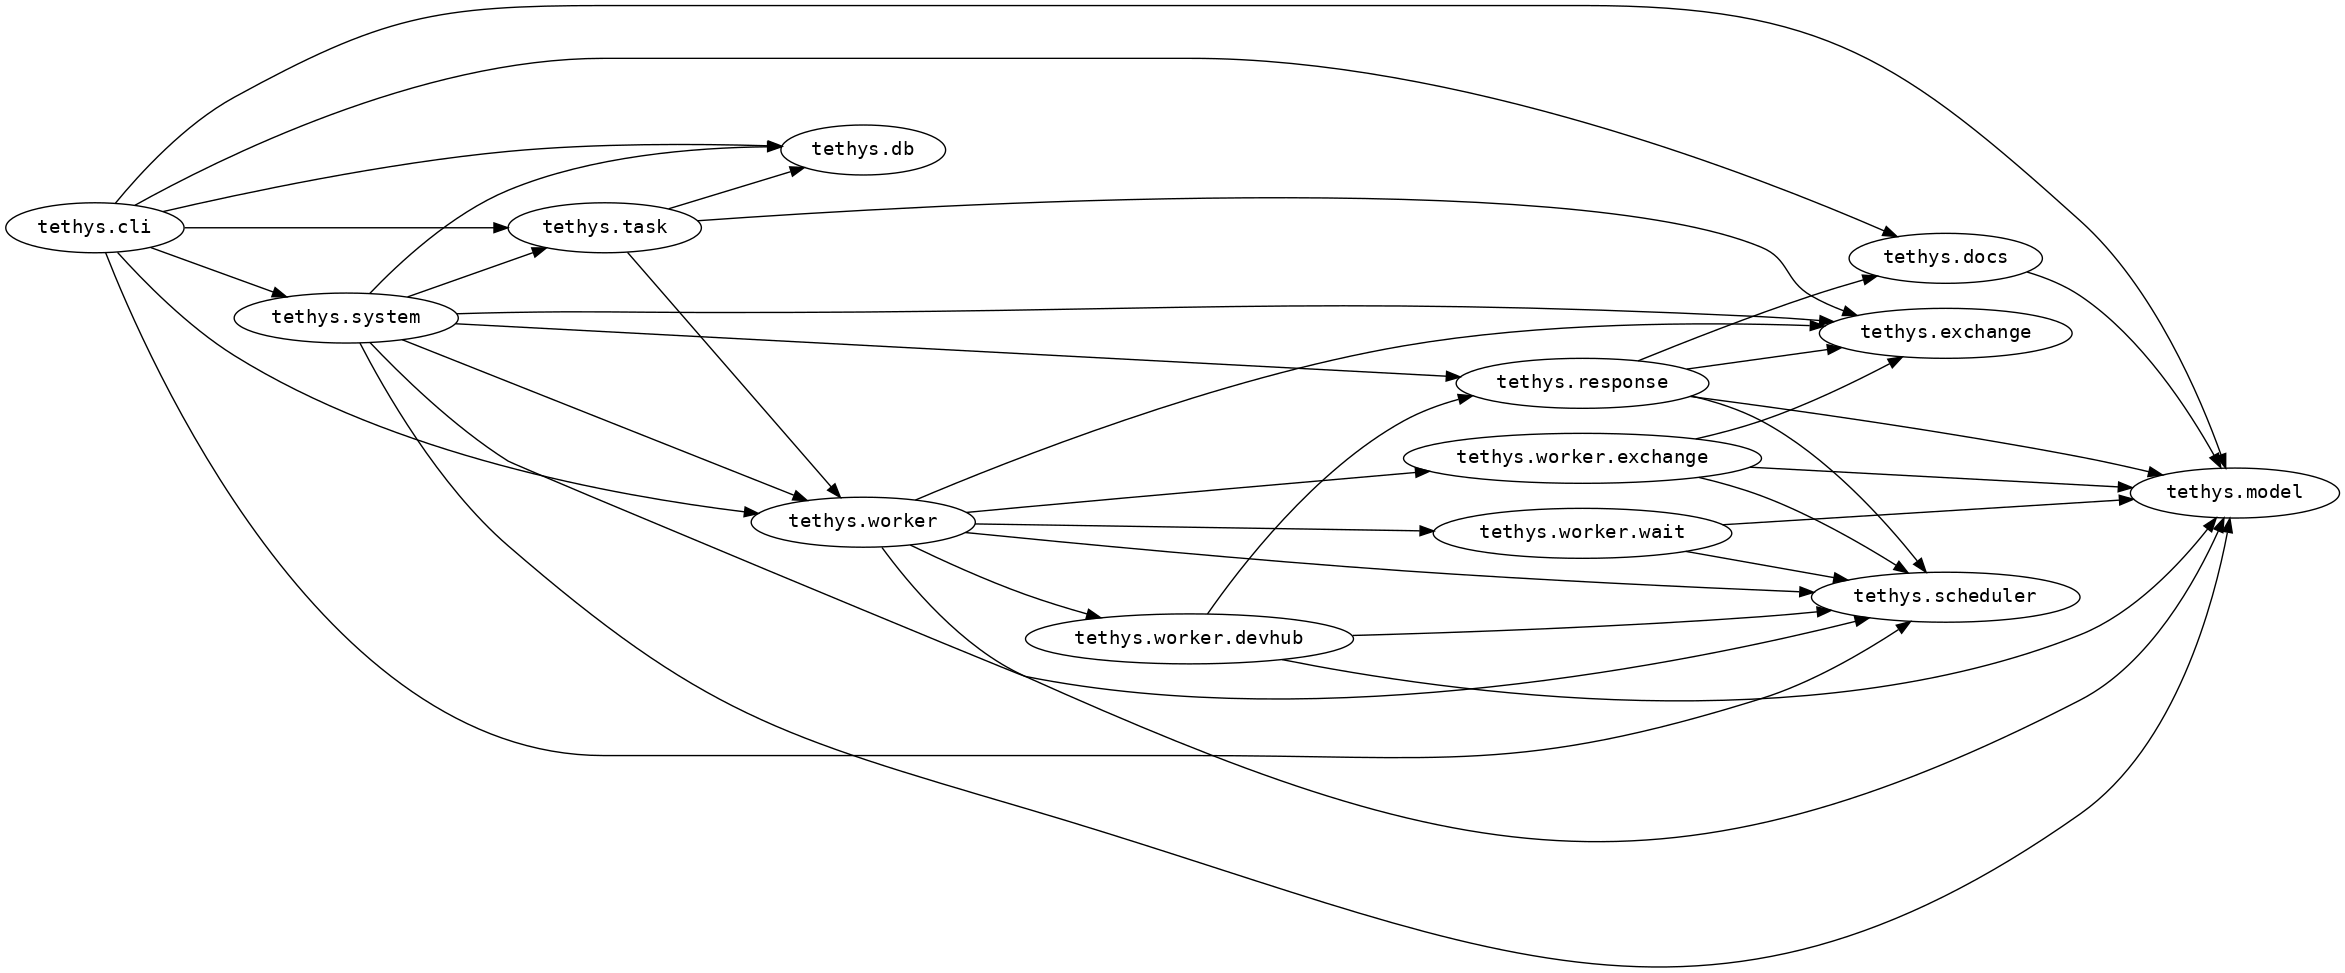 tethys.db
tethys.cli
tethys.task
tethys.docs
tethys.system
tethys.exchange
tethys.response
tethys.worker.exchange
tethys.model
tethys.worker
tethys.worker.wait
tethys.scheduler
tethys.worker.devhub